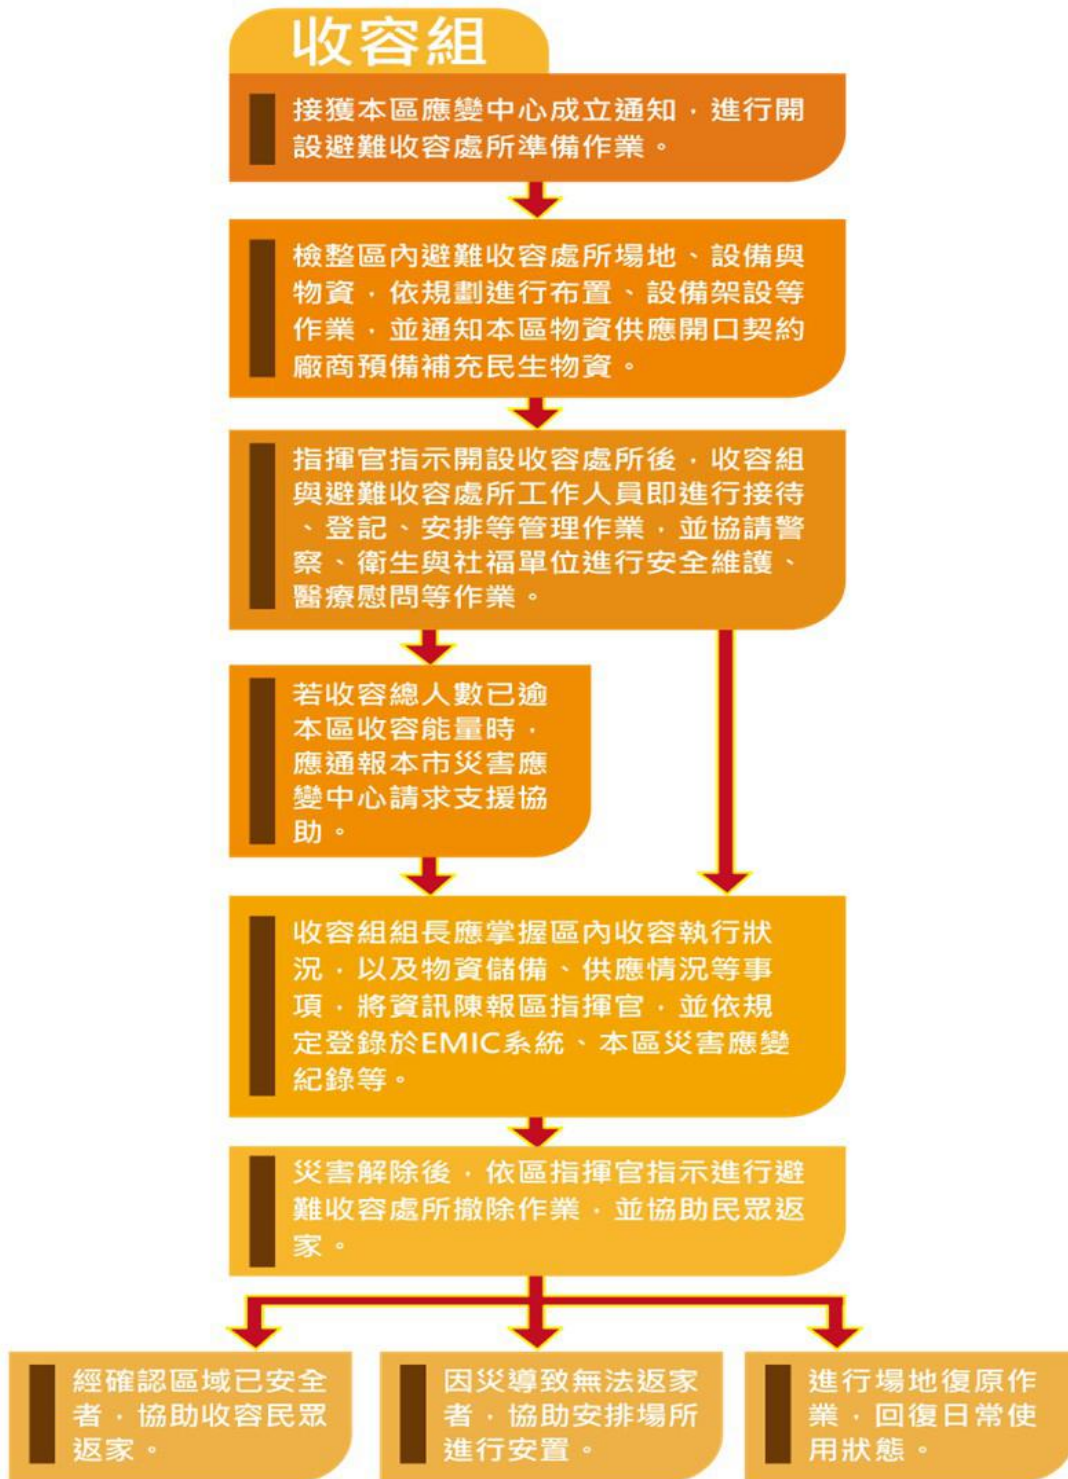 收容組
接獲本區應變中心成立通知，進行開
設避難收容處所準備作業。
檢整區內避難收容處所場地、設備與
物資，依規劃進行布置、設備架設等
作業，並通知本區物資供應開口契約
廠商預備補充民生物資。
指揮官指示開設收容處所後，收容組
與避難收容處所工作人員即進行接待
、登記、安排等管理作業，並協請警
察、衛生與社福單位進行安全維護、
醫療慰問等作業。
若收容總人數已逾
本區收容能量時，
應通報本市災害應
變中心請求支援協
助。
收容組組長應掌握區內收容執行狀
況，以及物資儲備、供應情況等事
項，將資訊陳報區指揮官，並依規
定登錄於EMIC系統、本區災害應變
紀錄等。
災害解除後，依區指揮官指示進行避
難收容處所撤除作業，並協助民眾返
家。
經確認區域已安全
者，協助收容民眾
返家。
因災導致無法返家
者，協助安排場所
進行安置。
進行場地復原作
業，回復日常使
用狀態。